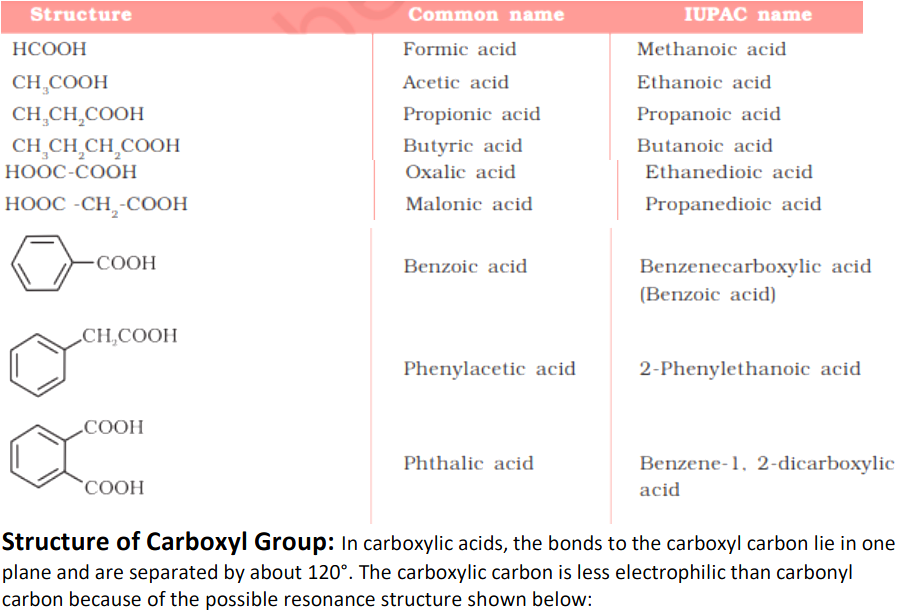 Structure Common name IUPAC name
HCOOH Formic acid Methanoic acid
CH₃COOH Acetic acid Ethanoic acid
CH₃CH₂COOH Propionic acid Propanoic acid
CH₃CH₂CH₂COOH Butyric acid Butanoic acid
HOOC-COOH Oxalic acid Ethanedioic acid
HOOC -CH₂-COOH Malonic acid Propanedioic acid
COOH Benzoic acid Benzenecarboxylic acid
(Benzoic acid)
CH₂COOH
Phenylacetic acid 2-Phenylethanoic acid
COOH
Phthalic acid Benzene-1, 2-dicarboxylic
COOH acid
Structure of Carboxyl Group: In carboxylic acids, the bonds to the carboxyl carbon lie in one
plane and are separated by about 120°. The carboxylic carbon is less electrophilic than carbonyl
carbon because of the possible resonance structure shown below: